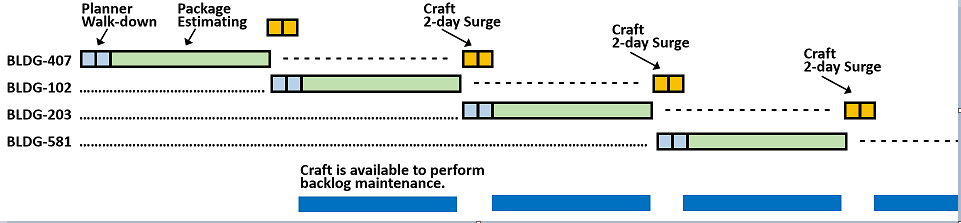 Planner
Walk-down
Package
Estimating
Craft
2-day Surge
Craft
2-day Surge
Craft
2-day Surge
BLDG-407
BLDG-102
BLDG-203
BLDG-581
Craft is available to perform
backlog maintenance.